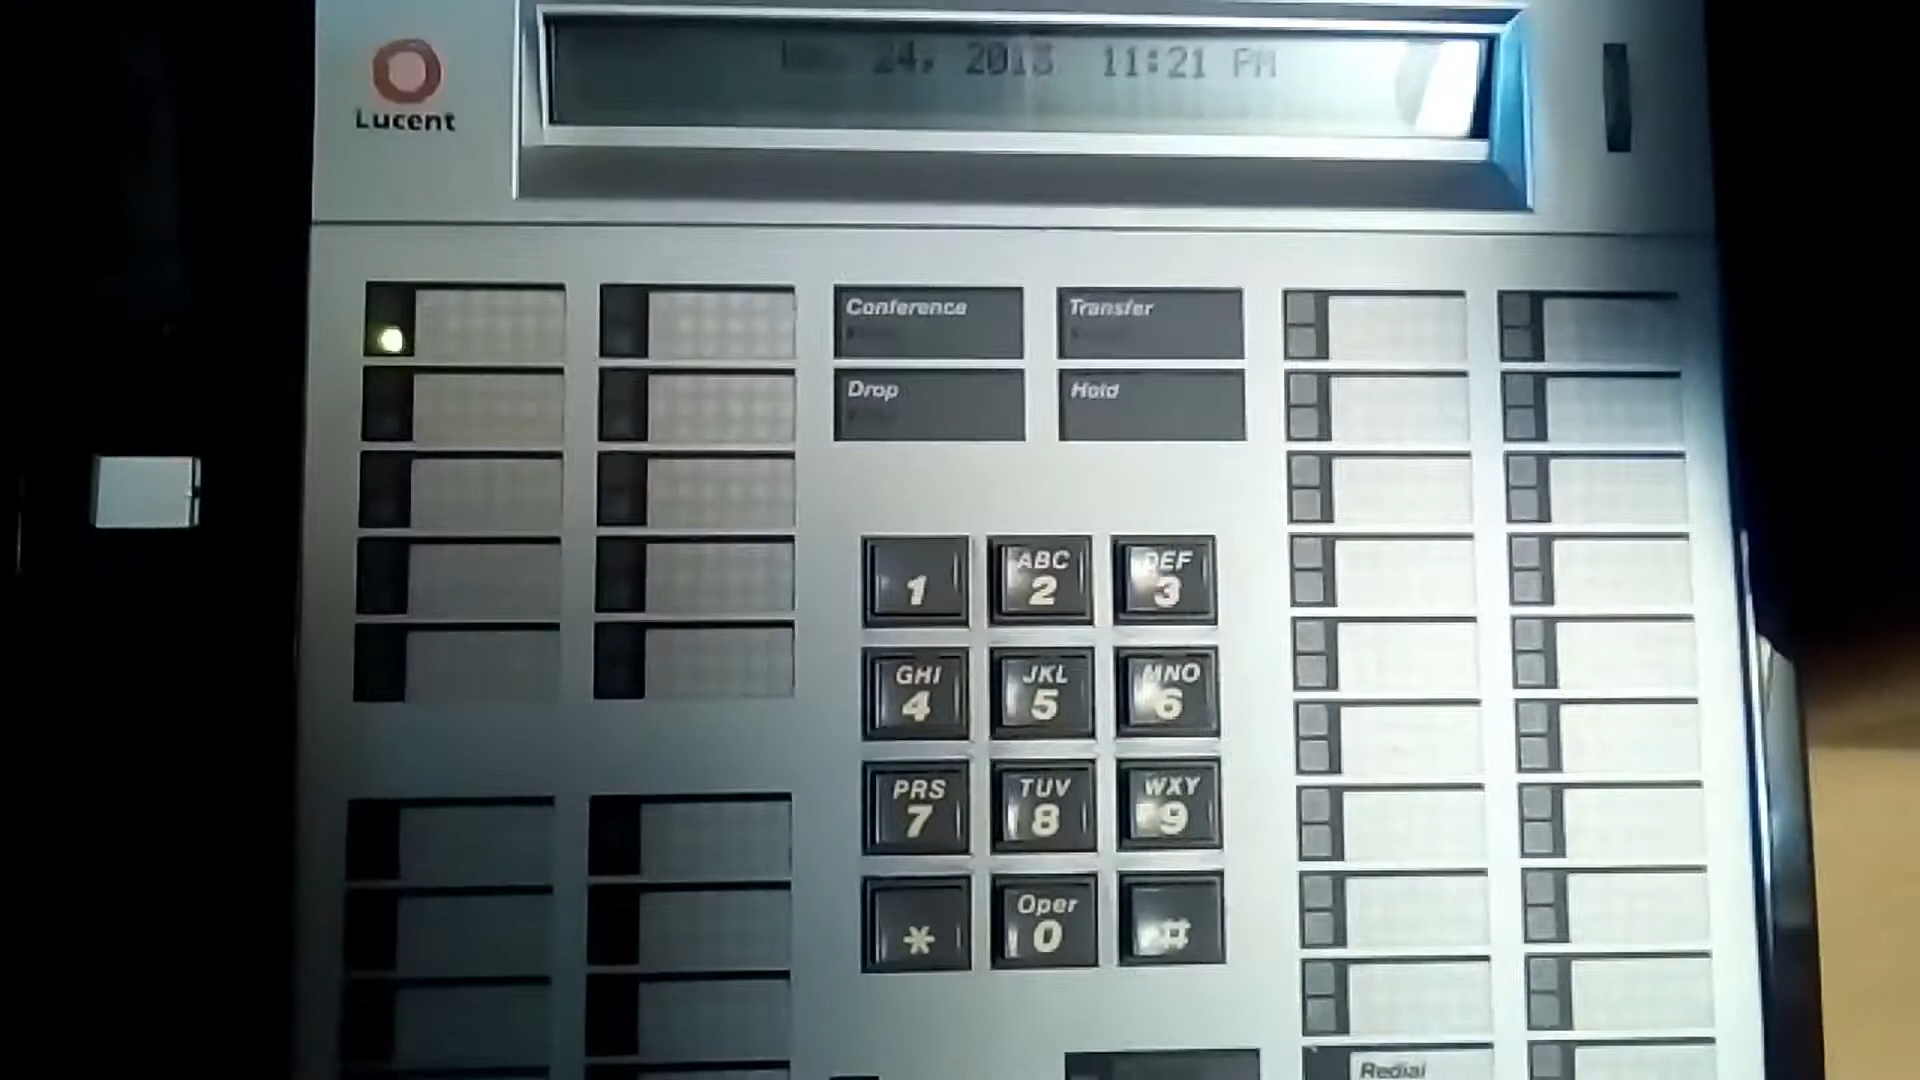 24, 2013 11:21 PM
Lucent
Conference
Transfer
Drop
Hold
1
ABC
2
DEF
3
GHI
4
JKL
5
MNO
6
PRS
7
TUV
8
WXY
9
*
Oper
0
#
Redial